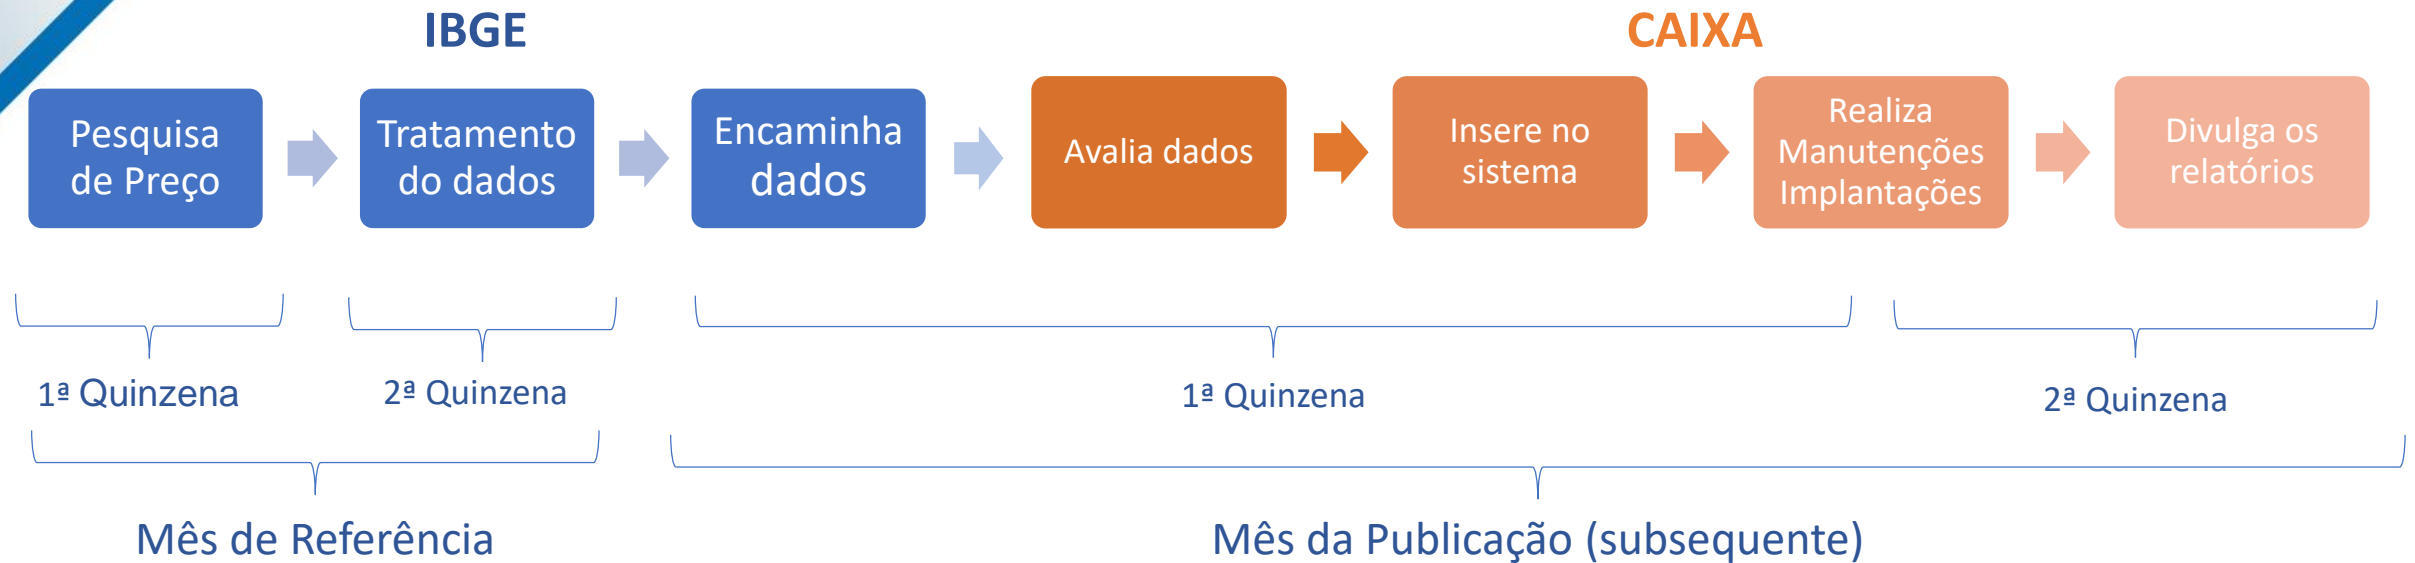 IBGE
CAIXA
Pesquisa
de Preço
Tratamento
do dados
Encaminha
dados
Avalia dados
Insere no
sistema
Realiza
Manutenções
Implantações
Divulga os
relatórios
1ª Quinzena
2ª Quinzena
1ª Quinzena
2ª Quinzena
Mês de Referência
Mês da Publicação (subsequente)